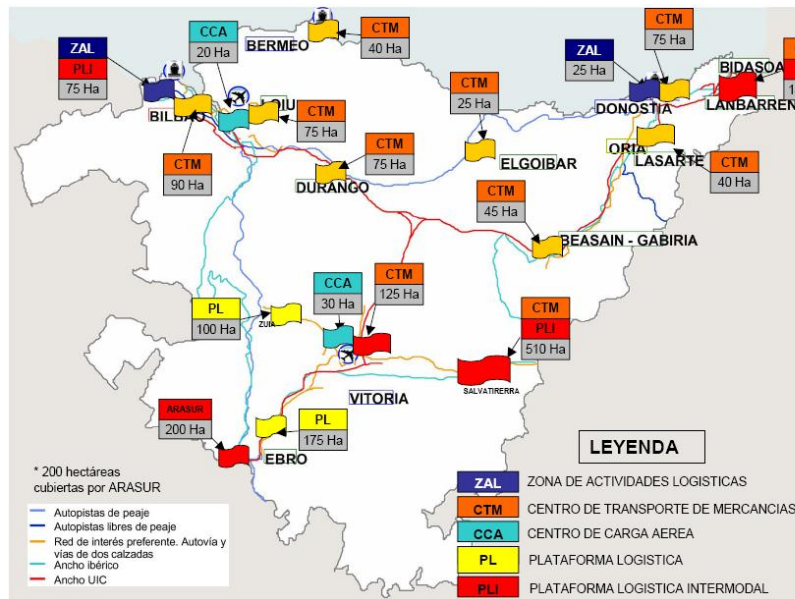 CTM
40 Ha
BERMEO
CCA
20 Ha
ZAL
PLI
75 Ha
BILBAO
CTM
75 Ha
CTM
90 Ha
CTM
75 Ha
DURANGO
CTM
25 Ha
ELGOIBAR
ZAL
25 Ha
CTM
75 Ha
DONOSTIA
BIDASOA
LANBARREN
ORIA
LASARTE
CTM
40 Ha
CTM
45 Ha
BEASAIN - GABIRIA
PL
100 Ha
ZUIA
CCA
30 Ha
CTM
125 Ha
CTM
PLI
510 Ha
SALVATIRERRA
VITORIA
ARASUR
200 Ha
PL
175 Ha
EBRO
* 200 hectáreas
cubiertas por ARASUR
Autopistas de peaje
Autopistas libres de peaje
Red de interés preferente. Autovía y
vías de dos calzadas
Ancho ibérico
Ancho UIC
LEYENDA
ZAL ZONA DE ACTIVIDADES LOGISTICAS
CTM CENTRO DE TRANSPORTE DE MERCANCIAS
CCA CENTRO DE CARGA AEREA
PL PLATAFORMA LOGISTICA
PLI PLATAFORMA LOGISTICA INTERMODAL